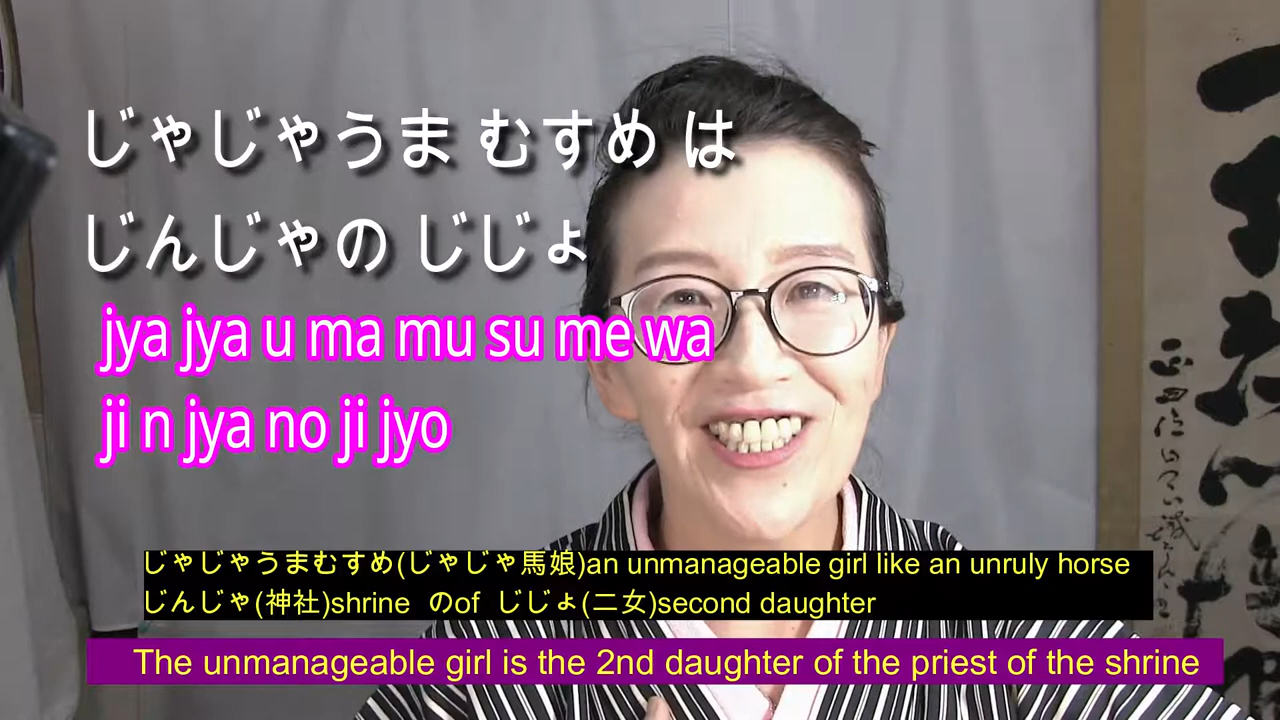 じゃじゃうま むすめ は
じんじゃの じじょ
jya jya u ma mu su me wa
ji n jya no ji jyo
じゃじゃうまむすめ(じゃじゃ馬娘)an unmanageable girl like an unruly horse
じんじゃ(神社)shrine のof じじょ(二女)second daughter
The unmanageable girl is the 2nd daughter of the priest of the shrine